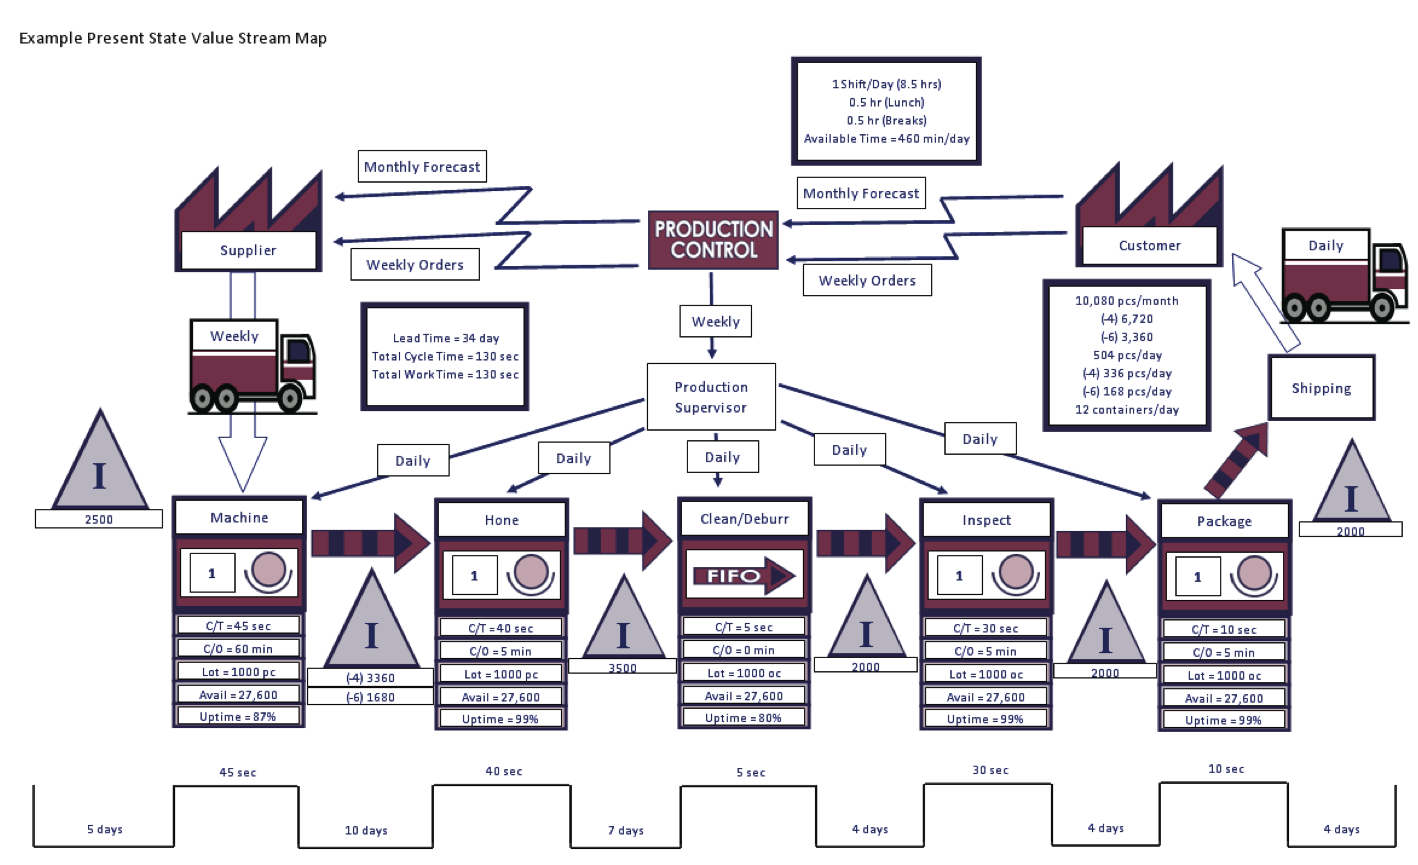 Example Present State Value Stream Map
1 Shift/Day (8.5 hrs)
0.5 hr (Lunch)
0.5 hr (Breaks)
Available Time = 460 min/day
Monthly Forecast
Monthly Forecast
Supplier
PRODUCTION
CONTROL
Customer
Daily
Weekly Orders
Weekly Orders
Weekly
Lead Time = 34 day
Total Cycle Time = 130 sec
Total Work Time = 130 sec
Weekly
10,080 pcs/month
(-4) 6,720
(-6) 3,360
504 pcs/day
(-4) 336 pcs/day
(-6) 168 pcs/day
12 containers/day
Production
Supervisor
Shipping
Daily
Daily
Daily
Daily
Daily
I
2500
I
2000
Machine
1
C/T = 45 sec
C/O = 60 min
Lot = 1000 pc
Avail = 27,600
Uptime = 87%
I
(-4) 3360
(-6) 1680
Hone
1
C/T = 40 sec
C/O = 5 min
Lot = 1000 pc
Avail = 27,600
Uptime = 99%
I
3500
Clean/Deburr
FIFO
C/T = 5 sec
C/O = 0 min
Lot = 1000 oc
Avail = 27,600
Uptime = 80%
I
2000
Inspect
1
C/T = 30 sec
C/O = 5 min
Lot = 1000 oc
Avail = 27,600
Uptime = 99%
I
2000
Package
1
C/T = 10 sec
C/O = 5 min
Lot = 1000 oc
Avail = 27,600
Uptime = 99%
45 sec
40 sec
5 sec
30 sec
10 sec
5 days
10 days
7 days
4 days
4 days
4 days